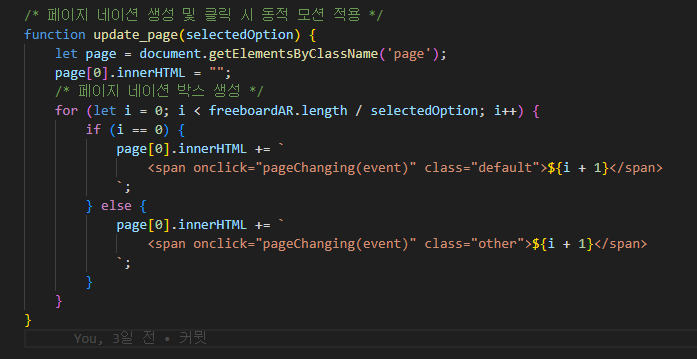 /* 페이지 네이션 생성 및 클릭 시 동적 모션 적용 */
function update_page(selectedOption) {
    let page = document.getElementsByClassName('page');
    page[0].innerHTML = "";
    /* 페이지 네이션 박스 생성 */
    for (let i = 0; i < freeboardAR.length / selectedOption; i++) {
        if (i == 0) {
            page[0].innerHTML += `
                <span onclick="pageChanging(event)" class="default">${i + 1}</span>
            `;
        } else {
            page[0].innerHTML += `
                <span onclick="pageChanging(event)" class="other">${i + 1}</span>
            `;
        }
    }
}
You, 3일 전 • 커밋